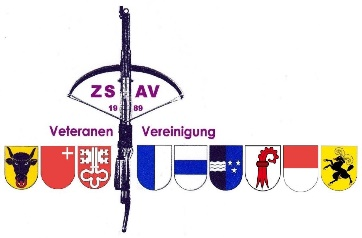 ZS AV
19 89
Veteranen Vereinigung